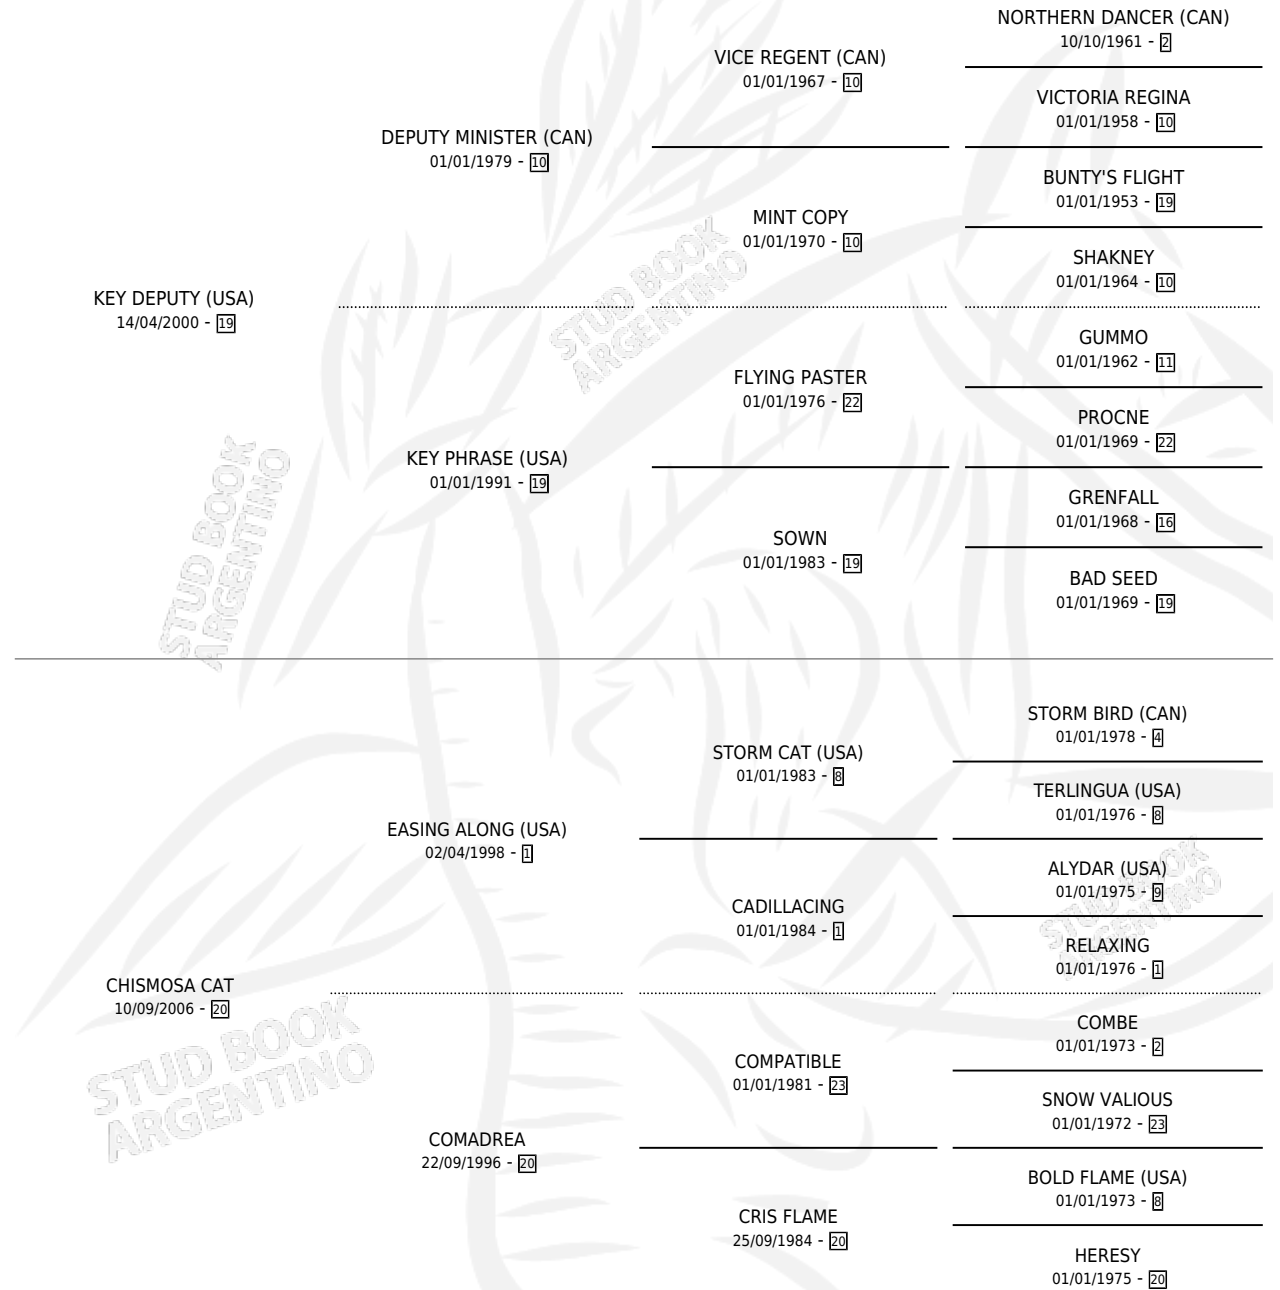 NORTHERN DANCER (CAN)
10/10/1961 - 2
VICE REGENT (CAN)
01/01/1967 - 10
VICTORIA REGINA
01/01/1958 - 10
DEPUTY MINISTER (CAN)
01/01/1979 - 10
BUNTY'S FLIGHT
01/01/1953 - 19
MINT COPY
01/01/1970 - 10
SHAKNEY
01/01/1964 - 10
KEY DEPUTY (USA)
14/04/2000 - 19
STUD BOOK
ARGENTINO
GUMMO
01/01/1962 - 11
FLYING PASTER
01/01/1976 - 22
PROCNE
01/01/1969 - 22
KEY PHRASE (USA)
01/01/1991 - 19
GRENFALL
01/01/1968 - 16
SOWN
01/01/1983 - 19
BAD SEED
01/01/1969 - 19
STUD BOOK
ARGENTINO
STORM BIRD (CAN)
01/01/1978 - 4
STORM CAT (USA)
01/01/1983 - 8
TERLINGUA (USA)
01/01/1976 - 8
EASING ALONG (USA)
02/04/1998 - 1
ALYDAR (USA)
01/01/1975 - 9
CADILLACING
01/01/1984 - 1
RELAXING
01/01/1976 - 1
STUD BOOK
ARGENTINO
CHISMOSA CAT
10/09/2006 - 20
COMBE
01/01/1973 - 2
COMPATIBLE
01/01/1981 - 23
SNOW VALIOUS
01/01/1972 - 23
STUD BOOK
ARGENTINO
COMADREA
22/09/1996 - 20
BOLD FLAME (USA)
01/01/1973 - 8
CRIS FLAME
25/09/1984 - 20
HERESY
01/01/1975 - 20